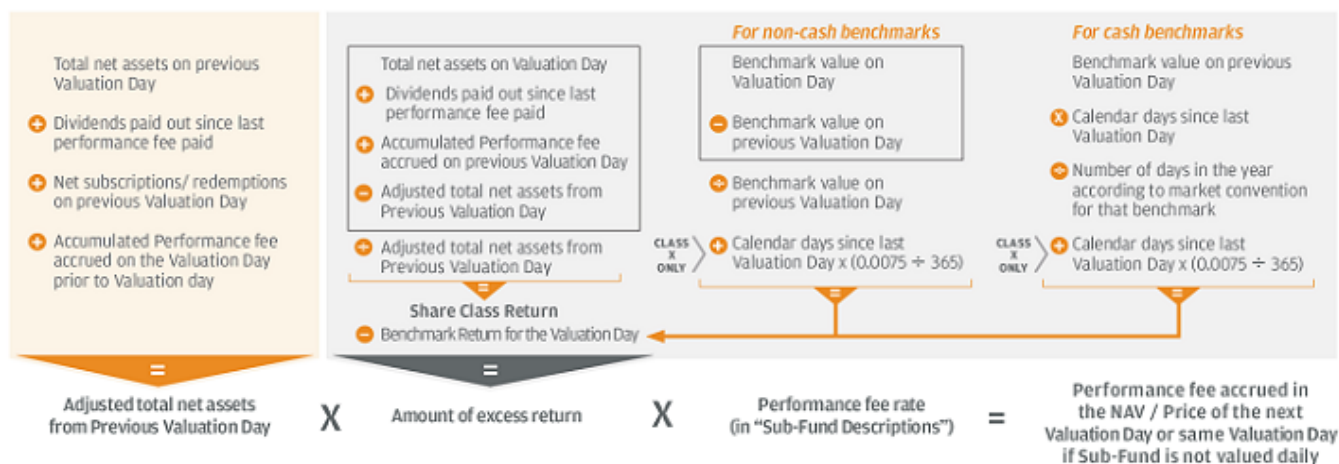 Total net assets on previous
Valuation Day
+ Dividends paid out since last
performance fee paid
+ Net subscriptions/ redemptions
on previous Valuation Day
+ Accumulated Performance fee
accrued on the Valuation Day
prior to Valuation day
=
Adjusted total net assets
from Previous Valuation Day
X
Total net assets on Valuation Day
+ Dividends paid out since last
performance fee paid
+ Accumulated Performance fee
accrued on previous Valuation Day
− Adjusted total net assets from
Previous Valuation Day
÷ Adjusted total net assets from
Previous Valuation Day
=
Share Class Return
− Benchmark Return for the Valuation Day
=
Amount of excess return
For non-cash benchmarks
Benchmark value on
Valuation Day
− Benchmark value on
previous Valuation Day
÷ Benchmark value on
previous Valuation Day
CLASS
X
ONLY
+ Calendar days since last
Valuation Day x (0.0075 ÷ 365)
=
For cash benchmarks
Benchmark value on previous
Valuation Day
X Calendar days since last
Valuation Day
÷ Number of days in the year
according to market convention
for that benchmark
CLASS
X
ONLY
+ Calendar days since last
Valuation Day x (0.0075 ÷ 365)
=
X
Performance fee rate
(in “Sub-Fund Descriptions”)
=
Performance fee accrued in
the NAV / Price of the next
Valuation Day or same Valuation Day
if Sub-Fund is not valued daily